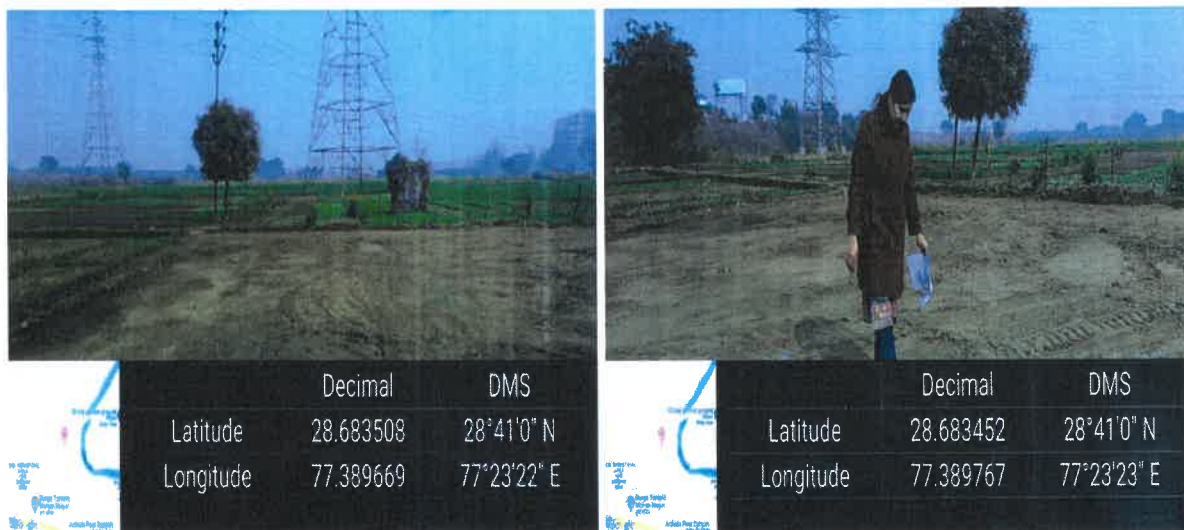 Decimal DMS
Latitude 28.683508 28°41'0" N
Longitude 77.389669 77°23'22" E
Decimal DMS
Latitude 28.683452 28°41'0" N
Longitude 77.389767 77°23'23" E